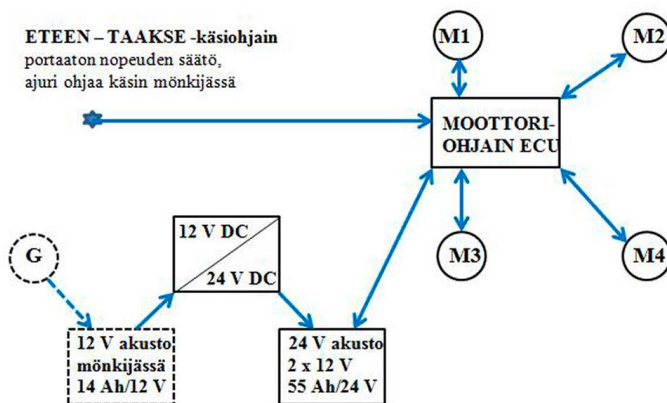 ETEEN – TAAKSE -käsiohjain
portaaton nopeuden säätö,
ajuri ohjaa käsin mönkijässä
M1
M2
MOOTTORI-
OHJAIN ECU
M3
M4
G
12 V DC
24 V DC
12 V akusto
mönkijässä
14 Ah/12 V
24 V akusto
2 x 12 V
55 Ah/24 V